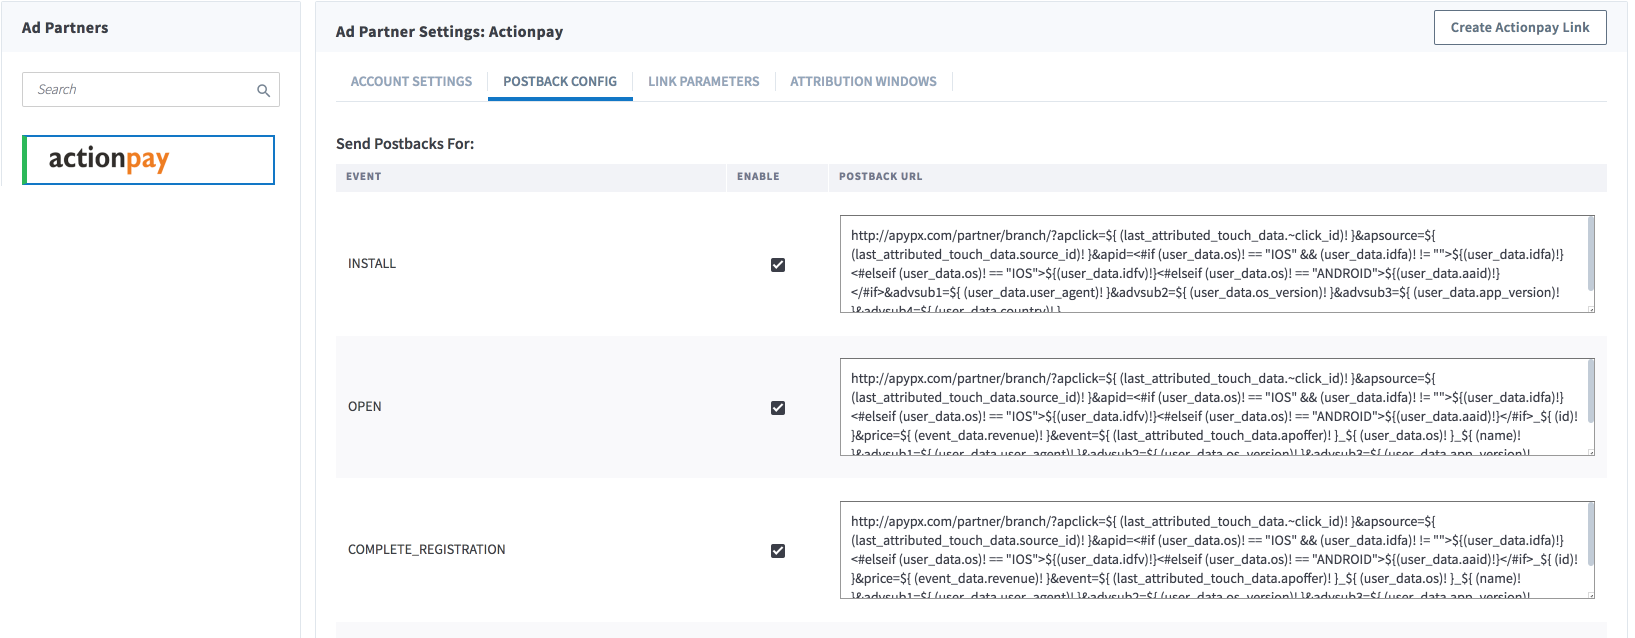 Ad Partners
Search
actionpay
Ad Partner Settings: Actionpay
Create Actionpay Link
ACCOUNT SETTINGS
POSTBACK CONFIG
LINK PARAMETERS
ATTRIBUTION WINDOWS
Send Postbacks For:
EVENT
ENABLE
POSTBACK URL
INSTALL
http://apypx.com/partner/branch/?apclick=${ (last_attributed_touch_data.~click_id)! }&apsource=${
(last_attributed_touch_data.source_id)! }&apid=<#if (user_data.os)! == "IOS" && (user_data.idfa)! != "">${(user_data.idfa)!}
<#elseif (user_data.os)! == "IOS">${(user_data.idfv)!}<#elseif (user_data.os)! == "ANDROID">${(user_data.aaid)!}
</#if>&advsub1=${ (user_data.user_agent)! }&advsub2=${ (user_data.os_version)! }&advsub3=${ (user_data.app_version)!
}&advsub4=${ (user_data.country)! }
OPEN
http://apypx.com/partner/branch/?apclick=${ (last_attributed_touch_data.~click_id)! }&apsource=${
(last_attributed_touch_data.source_id)! }&apid=<#if (user_data.os)! == "IOS" && (user_data.idfa)! != "">${(user_data.idfa)!}
<#elseif (user_data.os)! == "IOS">${(user_data.idfv)!}<#elseif (user_data.os)! == "ANDROID">${(user_data.aaid)!}</#if>_${ (id)!
}&price=${ (event_data.revenue)! }&event=${ (last_attributed_touch_data.apoffer)! }_${ (user_data.os)! }_${ (name)!
}&advsub1=${ (user_data.user_agent)! }&advsub2=${ (user_data.os_version)! }&advsub3=${ (user_data.app_version)!
COMPLETE_REGISTRATION
http://apypx.com/partner/branch/?apclick=${ (last_attributed_touch_data.~click_id)! }&apsource=${
(last_attributed_touch_data.source_id)! }&apid=<#if (user_data.os)! == "IOS" && (user_data.idfa)! != "">${(user_data.idfa)!}
<#elseif (user_data.os)! == "IOS">${(user_data.idfv)!}<#elseif (user_data.os)! == "ANDROID">${(user_data.aaid)!}</#if>_${ (id)!
}&price=${ (event_data.revenue)! }&event=${ (last_attributed_touch_data.apoffer)! }_${ (user_data.os)! }_${ (name)!
}&advsub1=${ (user_data.user_agent)! }&advsub2=${ (user_data.os_version)! }&advsub3=${ (user_data.app_version)!